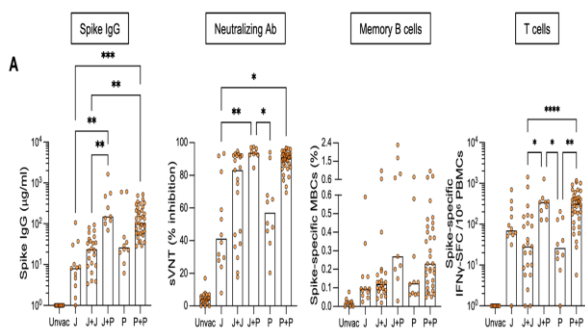 Spike IgG
Neutralizing Ab
Memory B cells
T cells
A
***
**
**
**
Spike IgG (ug/ml)
10⁴
10³
10²
10¹
10⁰
Unvac J J+J J+P P P+P
*
**
*
sVNT (% inhibition)
100
80
60
40
20
0
Unvac J J+J J+P P P+P
Spike-specific MBCs (%)
2.4
1.8
1.2
0.6
0.4
0.2
0.0
Unvac J J+J J+P P P+P
****
*
*
**
Spike-specific
IFNγ-SFC /10⁶ PBMCs
10⁴
10³
10²
10¹
10⁰
Unvac J J+J J+P P P+P